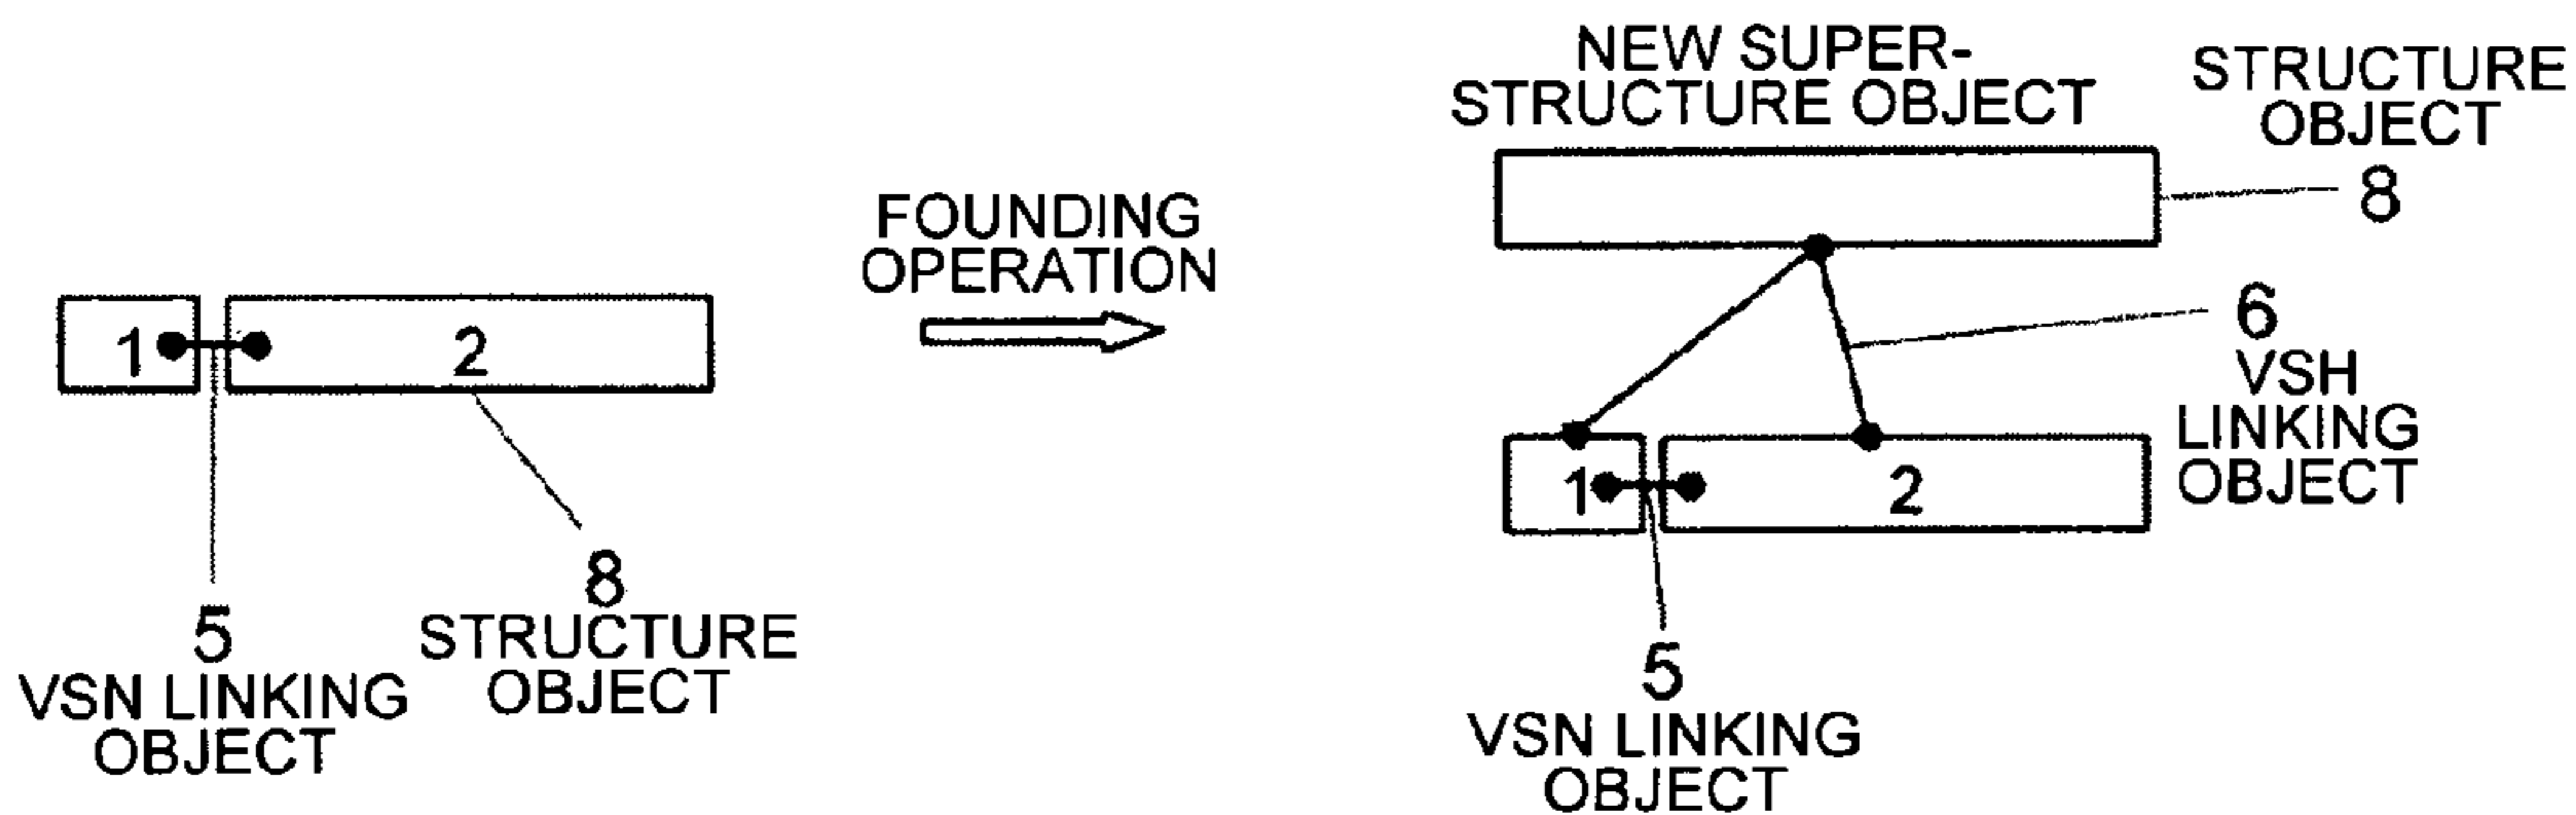 1
2
5
VSN LINKING
OBJECT
8
STRUCTURE
OBJECT
FOUNDING
OPERATION
NEW SUPER-
STRUCTURE OBJECT
STRUCTURE
OBJECT
8
6
VSH
LINKING
OBJECT
1
2
5
VSN LINKING
OBJECT